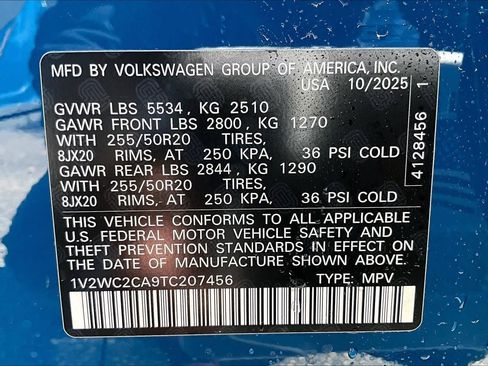 MFD BY VOLKSWAGEN GROUP OF AMERICA, INC.
USA 10/2025
GVWR LBS 5534 , KG 2510
GAWR FRONT LBS 2800 , KG 1270
WITH 255/50R20 TIRES,
8JX20 RIMS, AT 250 KPA, 36 PSI COLD
GAWR REAR LBS 2844 , KG 1290
WITH 255/50R20 TIRES,
8JX20 RIMS, AT 250 KPA, 36 PSI COLD
THIS VEHICLE CONFORMS TO ALL APPLICABLE
U.S. FEDERAL MOTOR VEHICLE SAFETY AND
THEFT PREVENTION STANDARDS IN EFFECT ON THE
DATE OF MANUFACTURE SHOWN ABOVE.
1V2WC2CA9TC207456 TYPE: MPV
4128456 1